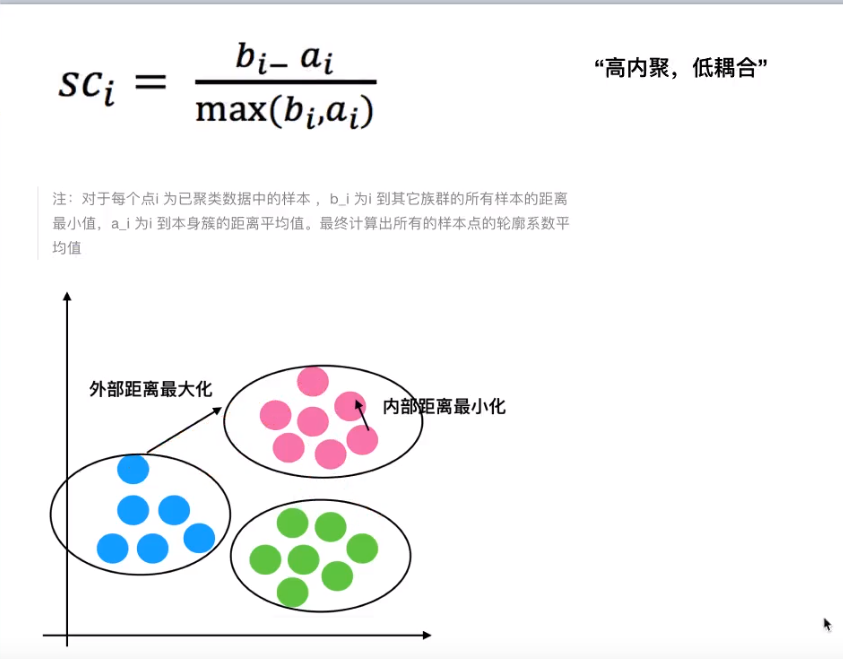 sc_i = \frac{b_{i-} a_i}{\max(b_i,a_i)}
“高内聚，低耦合”
注：对于每个点i 为已聚类数据中的样本 ，b_i 为i 到其它族群的所有样本的距离
最小值，a_i 为i 到本身簇的距离平均值。最终计算出所有的样本点的轮廓系数平
均值
外部距离最大化
内部距离最小化